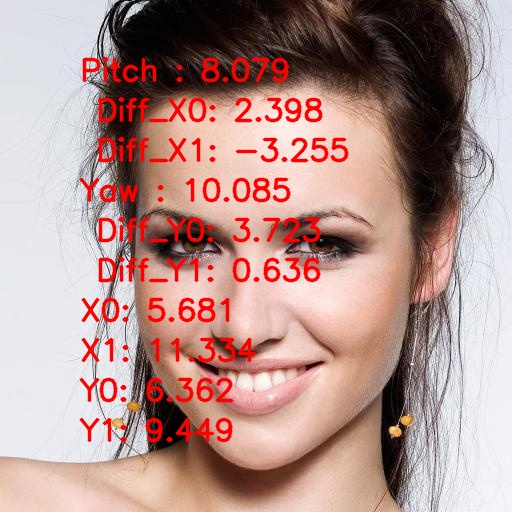 Pitch : 8.079
Diff_X0: 2.398
Diff_X1: -3.255
Yaw : 10.085
Diff_Y0: 3.723
Diff_Y1: 0.636
X0: 5.681
X1: 11.334
Y0: 6.362
Y1: 9.449